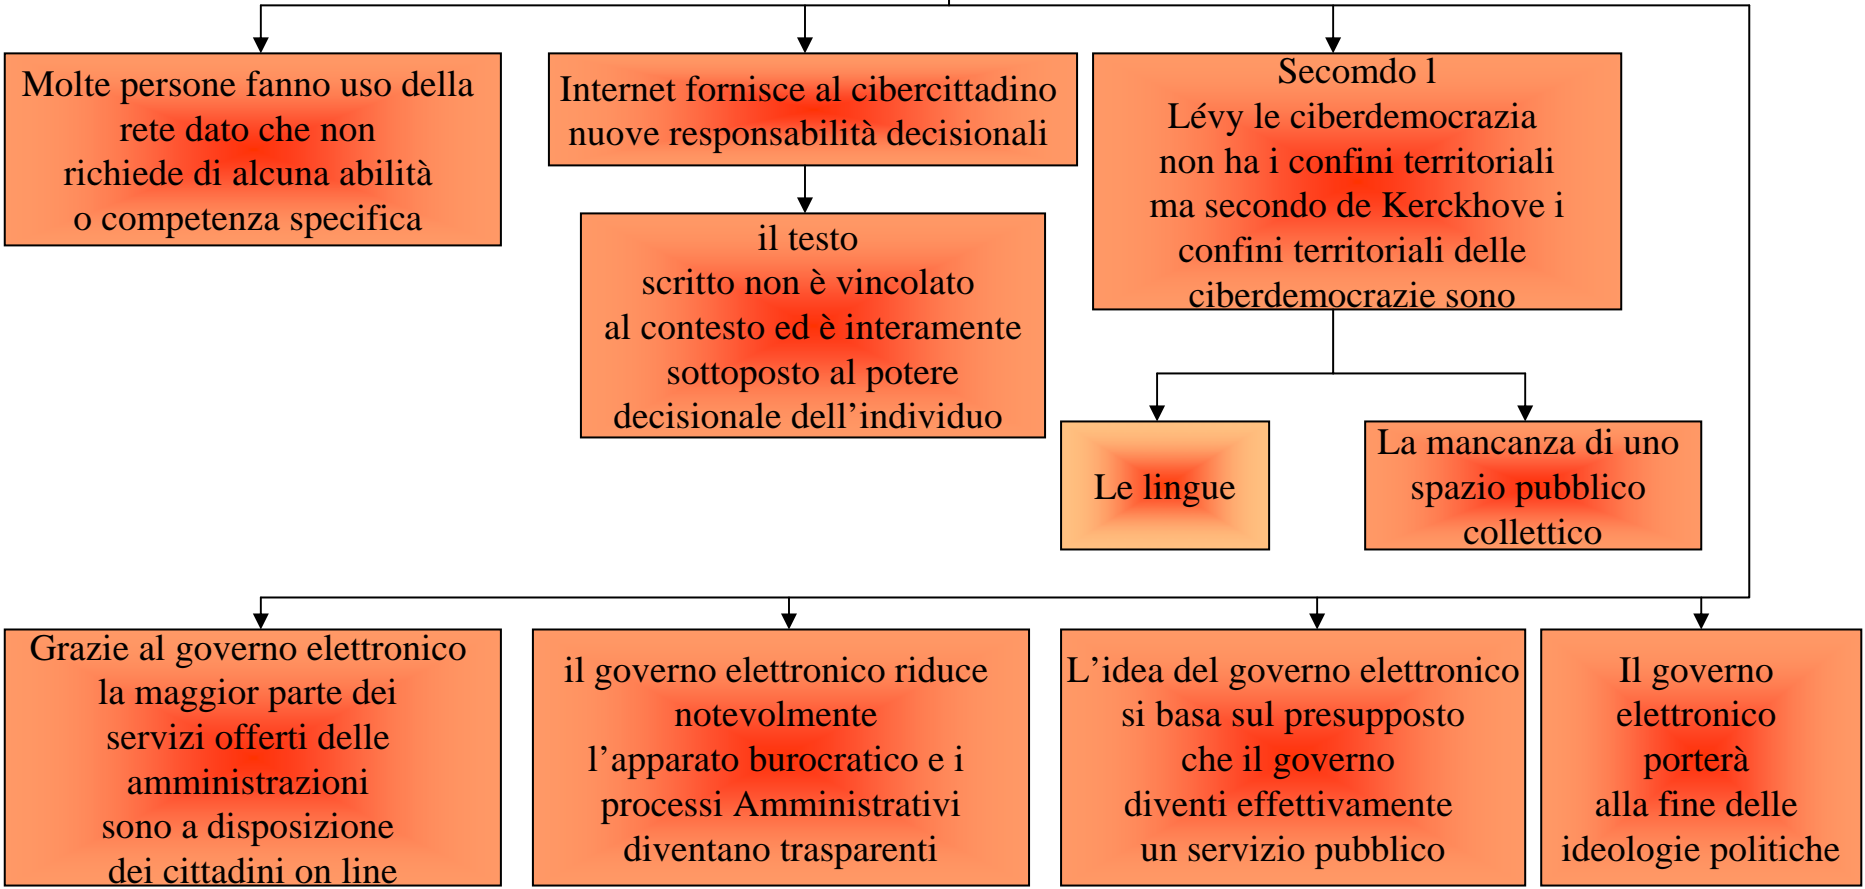 Molte persone fanno uso della
rete dato che non
richiede di alcuna abilità
o competenza specifica
Internet fornisce al cibercittadino
nuove responsabilità decisionali
Secomdo l
Lévy le ciberdemocrazia
non ha i confini territoriali
ma secondo de Kerckhove i
confini territoriali delle
ciberdemocrazie sono
il testo
scritto non è vincolato
al contesto ed è interamente
sottoposto al potere
decisionale dell’individuo
Le lingue
La mancanza di uno
spazio pubblico
collettico
Grazie al governo elettronico
la maggior parte dei
servizi offerti delle
amministrazioni
sono a disposizione
dei cittadini on line
il governo elettronico riduce
notevolmente
l’apparato burocratico e i
processi Amministrativi
diventano trasparenti
L’idea del governo elettronico
si basa sul presupposto
che il governo
diventi effettivamente
un servizio pubblico
Il governo
elettronico
porterà
alla fine delle
ideologie politiche